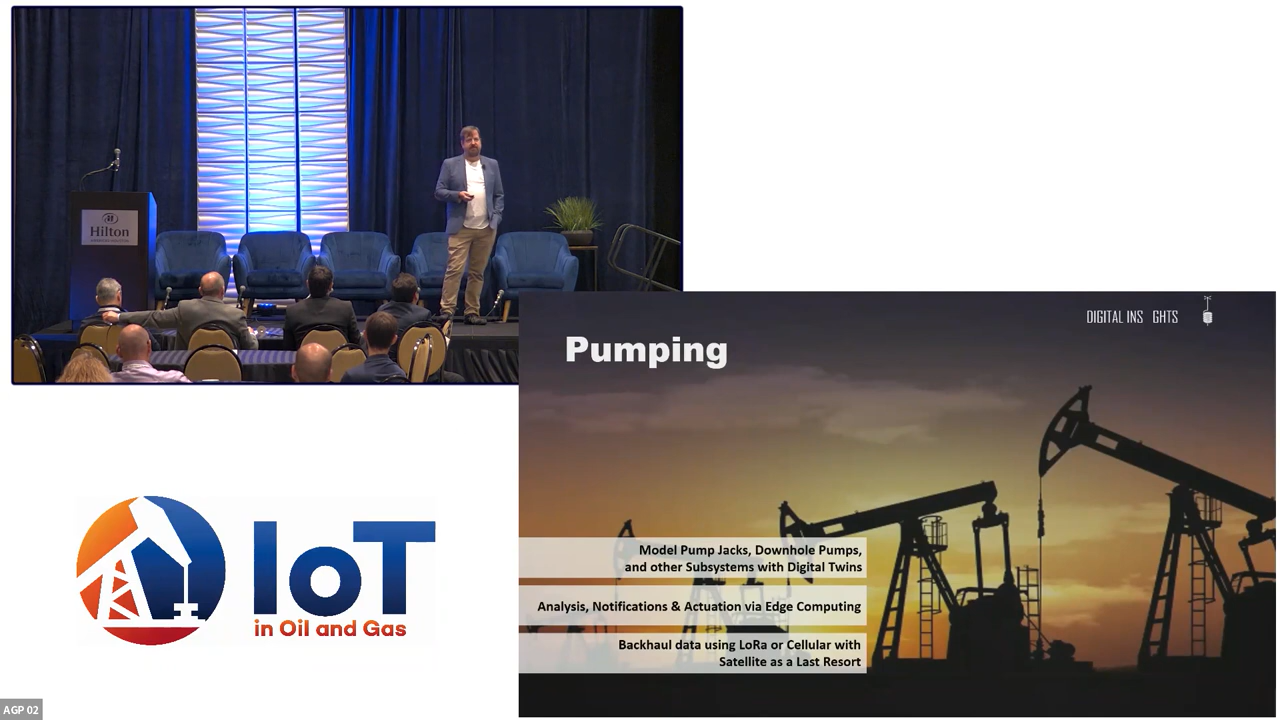 Hilton
DIGITAL INS GHTS
Pumping
Model Pump Jacks, Downhole Pumps,
and other Subsystems with Digital Twins
Analysis, Notifications & Actuation via Edge Computing
Backhaul data using LoRa or Cellular with
Satellite as a Last Resort
IoT
in Oil and Gas
AGP 02